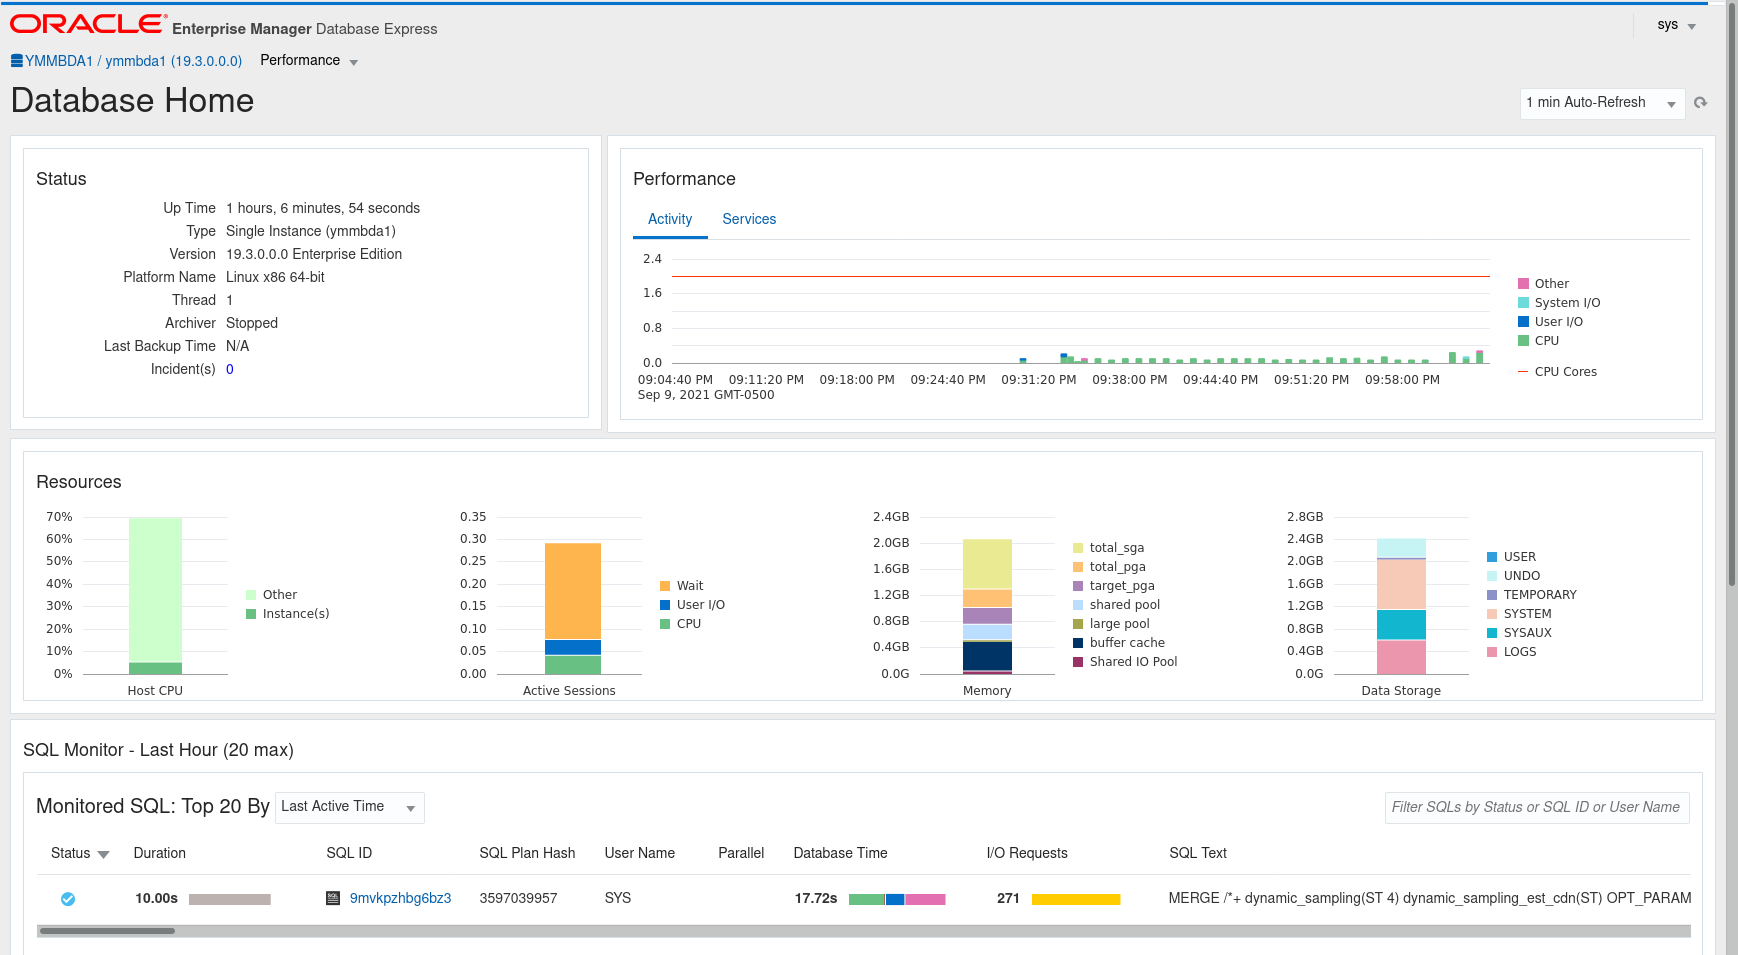 ORACLE® Enterprise Manager Database Express
sys
YMMBDA1 / ymmbda1 (19.3.0.0.0) Performance
Database Home
1 min Auto-Refresh
Status
Up Time 1 hours, 6 minutes, 54 seconds
Type Single Instance (ymmbda1)
Version 19.3.0.0.0 Enterprise Edition
Platform Name Linux x86 64-bit
Thread 1
Archiver Stopped
Last Backup Time N/A
Incident(s) 0
Performance
Activity Services
2.4
1.6
0.8
0.0
09:04:40 PM 09:11:20 PM 09:18:00 PM 09:24:40 PM 09:31:20 PM 09:38:00 PM 09:44:40 PM 09:51:20 PM 09:58:00 PM
Sep 9, 2021 GMT-0500
Other
System I/O
User I/O
CPU
CPU Cores
Resources
70%
60%
50%
40%
30%
20%
10%
0%
Host CPU
Other
Instance(s)
0.35
0.30
0.25
0.20
0.15
0.10
0.05
0.00
Active Sessions
Wait
User I/O
CPU
2.4GB
2.0GB
1.6GB
1.2GB
0.8GB
0.4GB
0.0G
Memory
total_sga
total_pga
target_pga
shared pool
large pool
buffer cache
Shared IO Pool
2.8GB
2.4GB
2.0GB
1.6GB
1.2GB
0.8GB
0.4GB
0.0G
Data Storage
USER
UNDO
TEMPORARY
SYSTEM
SYSAUX
LOGS
SQL Monitor - Last Hour (20 max)
Monitored SQL: Top 20 By Last Active Time
Filter SQLs by Status or SQL ID or User Name
Status Duration SQL ID SQL Plan Hash User Name Parallel Database Time I/O Requests SQL Text
10.00s SQL 9mvkpzhbg6bz3 3597039957 SYS 17.72s 271 MERGE /*+ dynamic_sampling(ST 4) dynamic_sampling_est_cdn(ST) OPT_PARAM